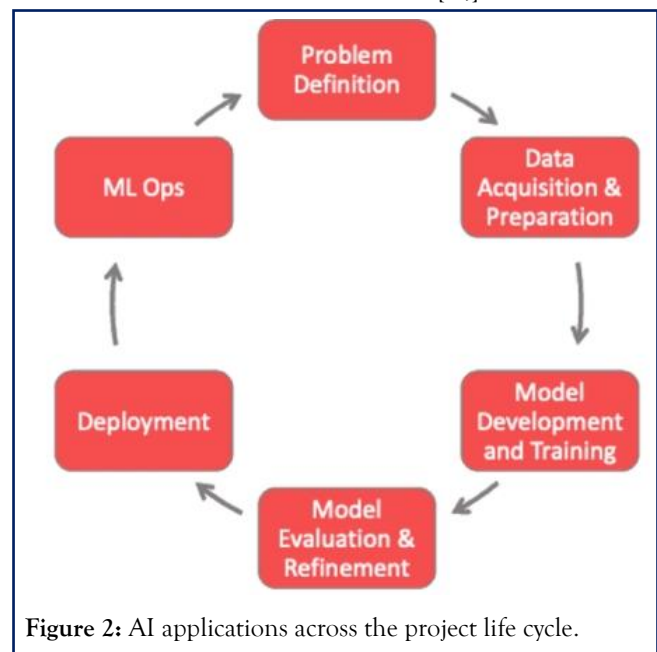 Problem
Definition
Data
Acquisition &
Preparation
Model
Development
and Training
Model
Evaluation &
Refinement
Deployment
ML Ops
Figure 2: AI applications across the project life cycle.